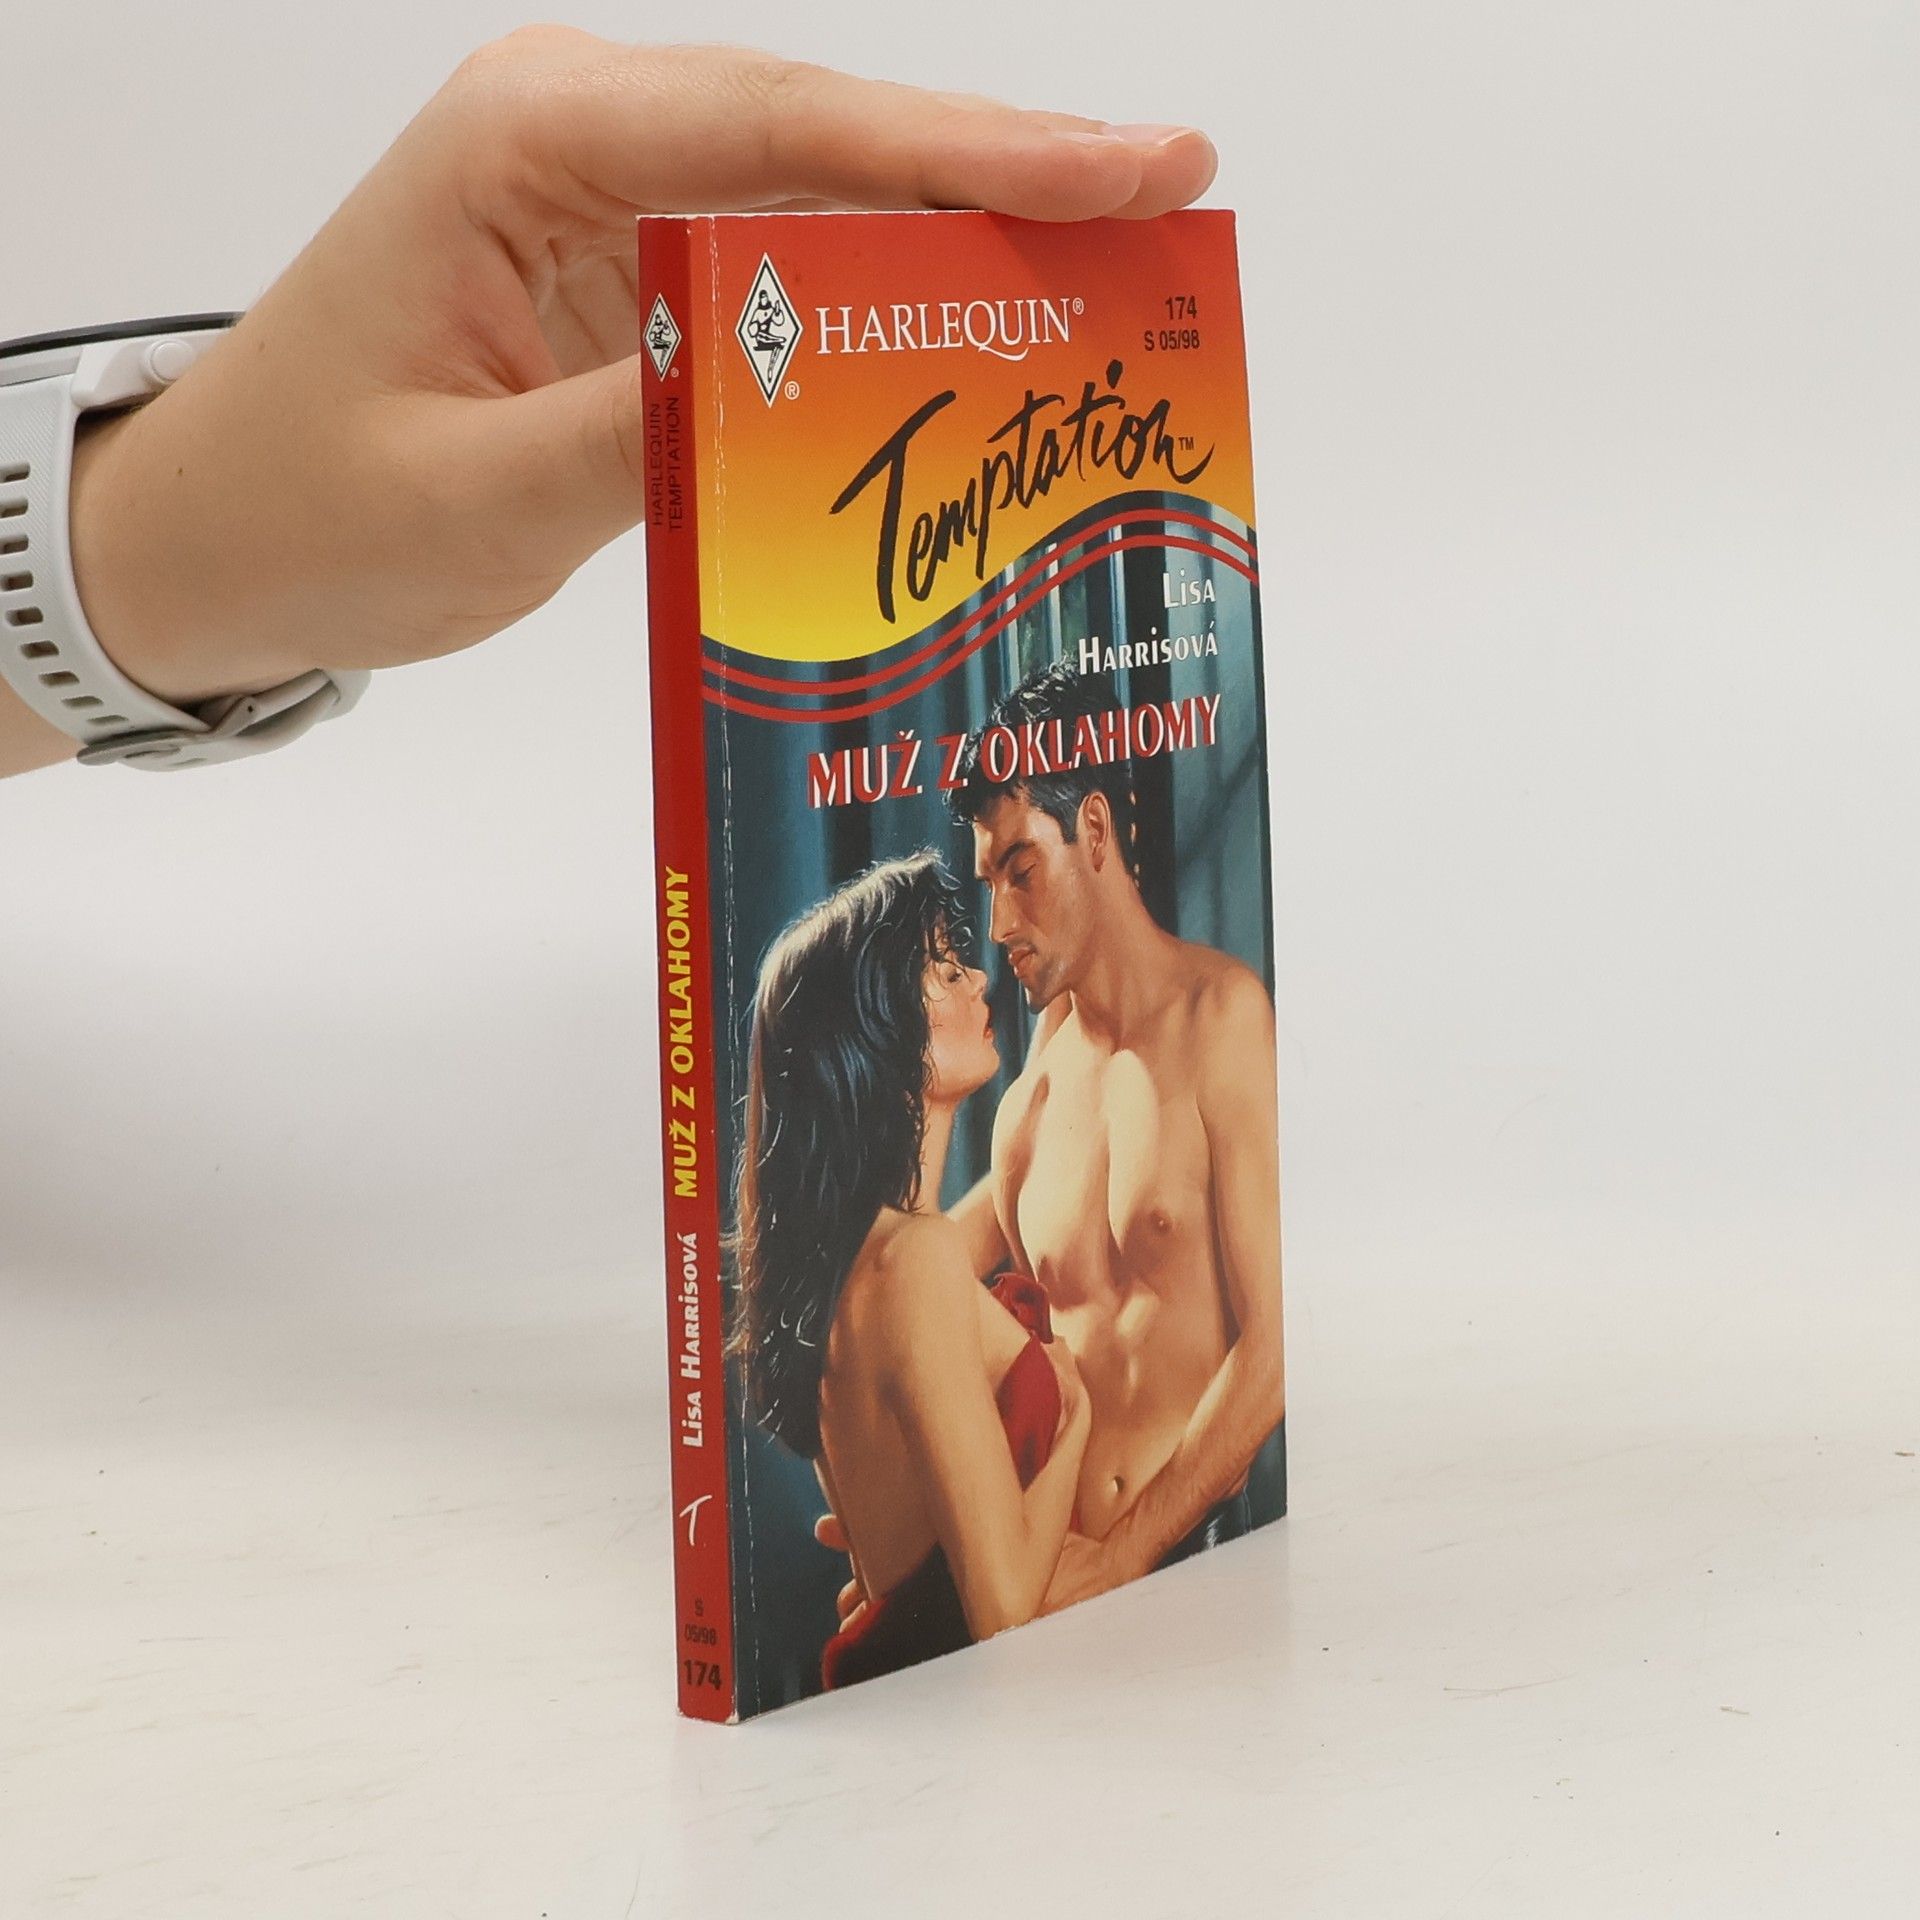 HARLEQUIN®
®
174
S 05/98
Temptation™
Lisa
Harrisová
MUŽ Z OKLAHOMY
®
HARLEQUIN
TEMPTATION
MUŽ Z OKLAHOMY
Lisa Harrisová
T
S
05/98
174